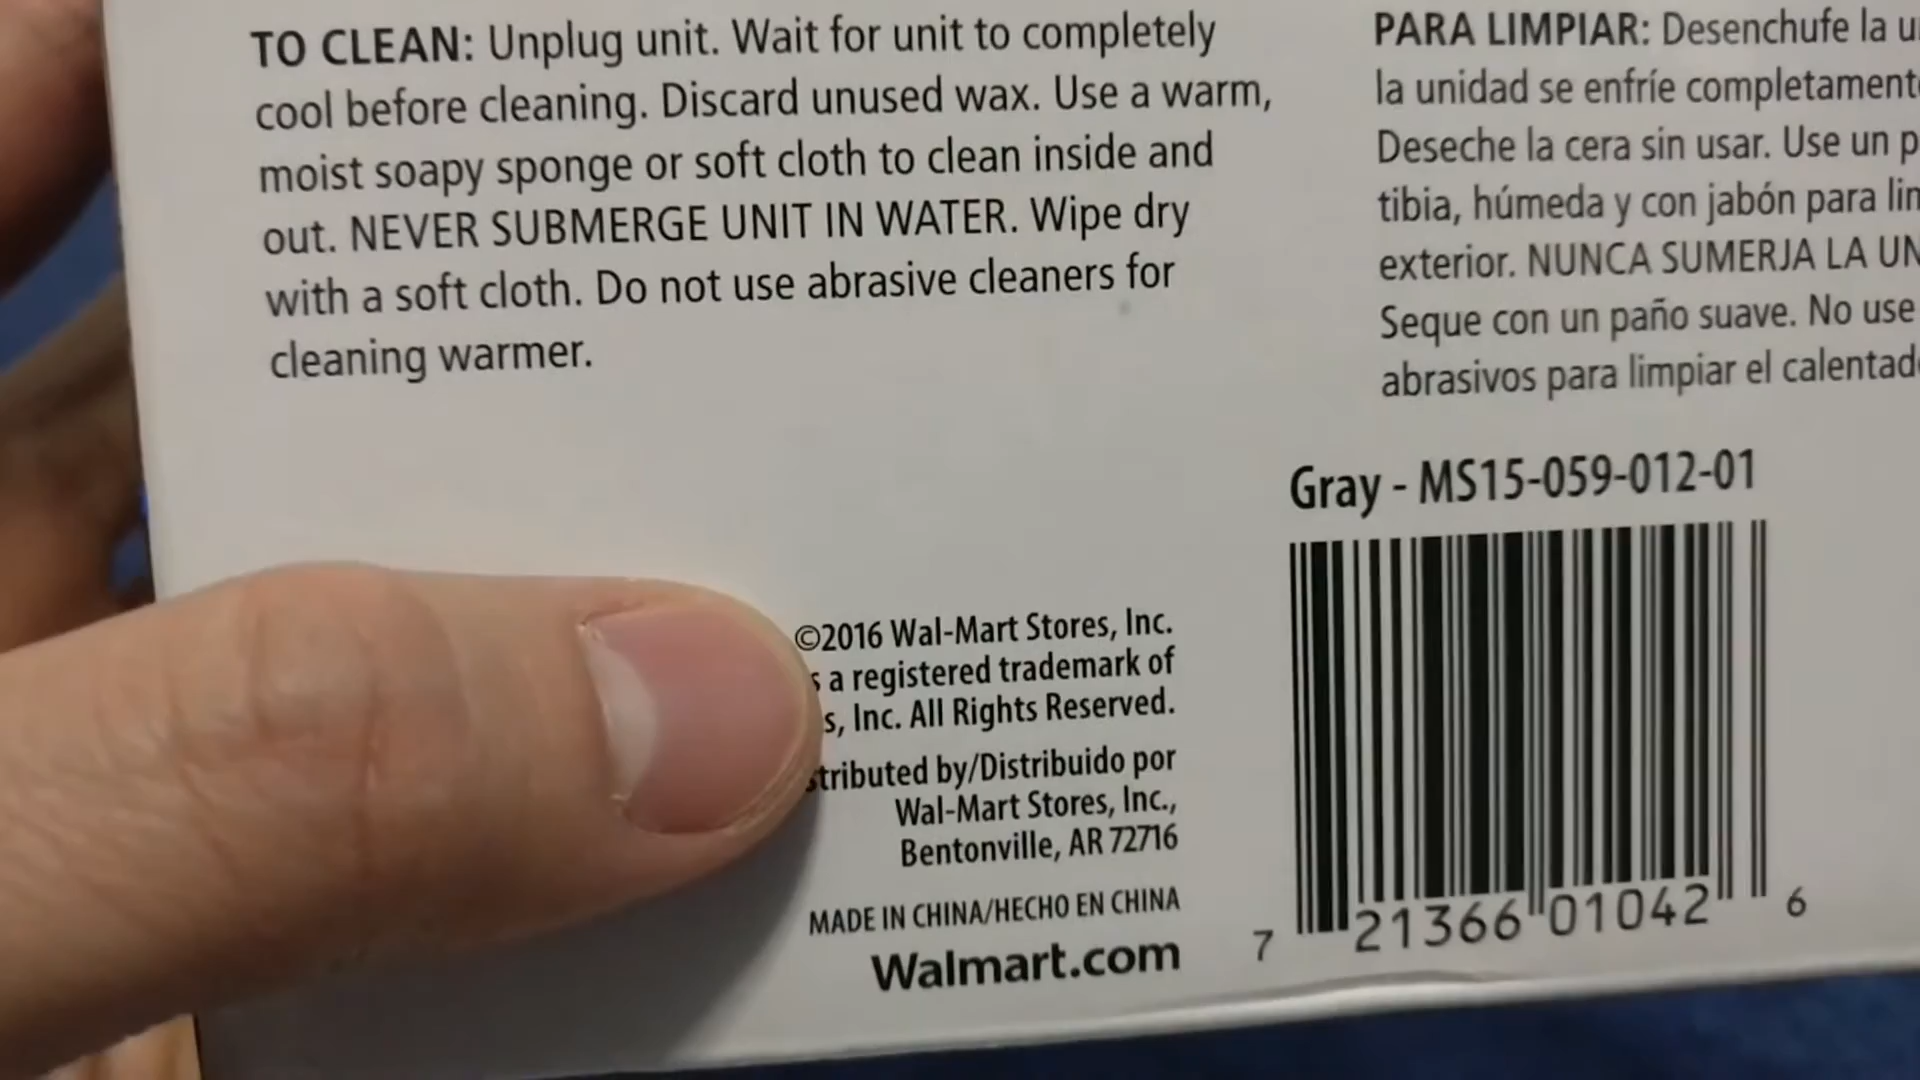 TO CLEAN: Unplug unit. Wait for unit to completely
cool before cleaning. Discard unused wax. Use a warm,
moist soapy sponge or soft cloth to clean inside and
out. NEVER SUBMERGE UNIT IN WATER. Wipe dry
with a soft cloth. Do not use abrasive cleaners for
cleaning warmer.
PARA LIMPIAR: Desenchufe la
la unidad se enfríe
Deseche la cera sin usar. Use un
tibia, húmeda y con jabón para
exterior. NUNCA SUMERJA LA
Seque con un paño suave. No use
abrasivos para limpiar el
©2016 Wal-Mart Stores, Inc.
a registered trademark of
Inc. All Rights Reserved.
by/Distribuido por
Wal-Mart Stores, Inc.,
Bentonville, AR 72716
MADE IN CHINA/HECHO EN CHINA
Walmart.com
Gray - MS15-059-012-01
7 21366 01042 6